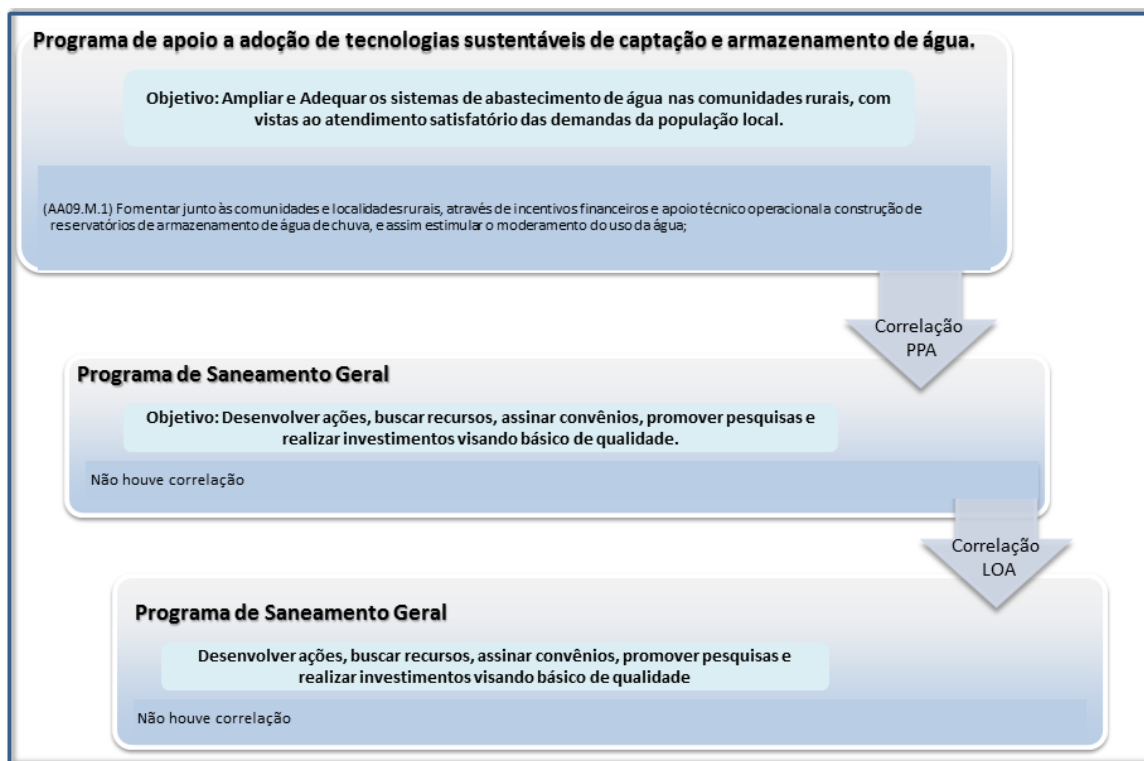 Programa de apoio a adoção de tecnologias sustentáveis de captação e armazenamento de água.
Objetivo: Ampliar e Adequar os sistemas de abastecimento de água nas comunidades rurais, com
vistas ao atendimento satisfatório das demandas da população local.
(AA09.M.1) Fomentar junto às comunidades e localidades rurais, através de incentivos financeiros e apoio técnico operacional a construção de
reservatórios de armazenamento de água de chuva, e assim estimular o moderamento do uso da água;
Correlação
PPA
Programa de Saneamento Geral
Objetivo: Desenvolver ações, buscar recursos, assinar convênios, promover pesquisas e
realizar investimentos visando básico de qualidade.
Não houve correlação
Correlação
LOA
Programa de Saneamento Geral
Desenvolver ações, buscar recursos, assinar convênios, promover pesquisas e
realizar investimentos visando básico de qualidade
Não houve correlação